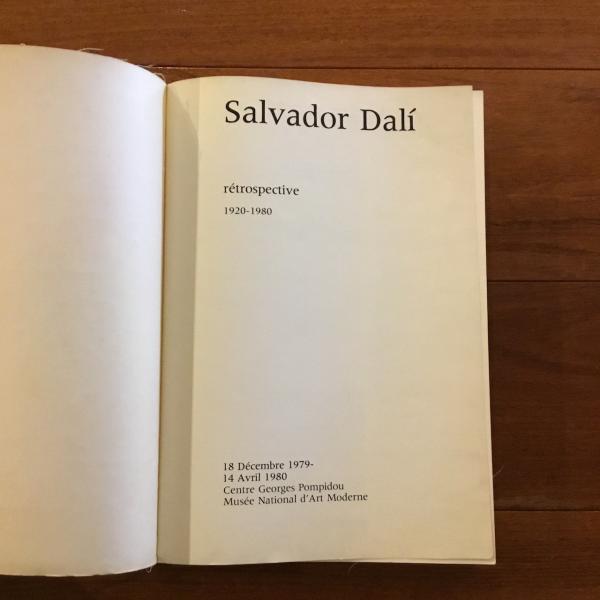 Salvador Dalí
rétrospective
1920-1980
18 Décembre 1979-
14 Avril 1980
Centre Georges Pompidou
Musée National d'Art Moderne